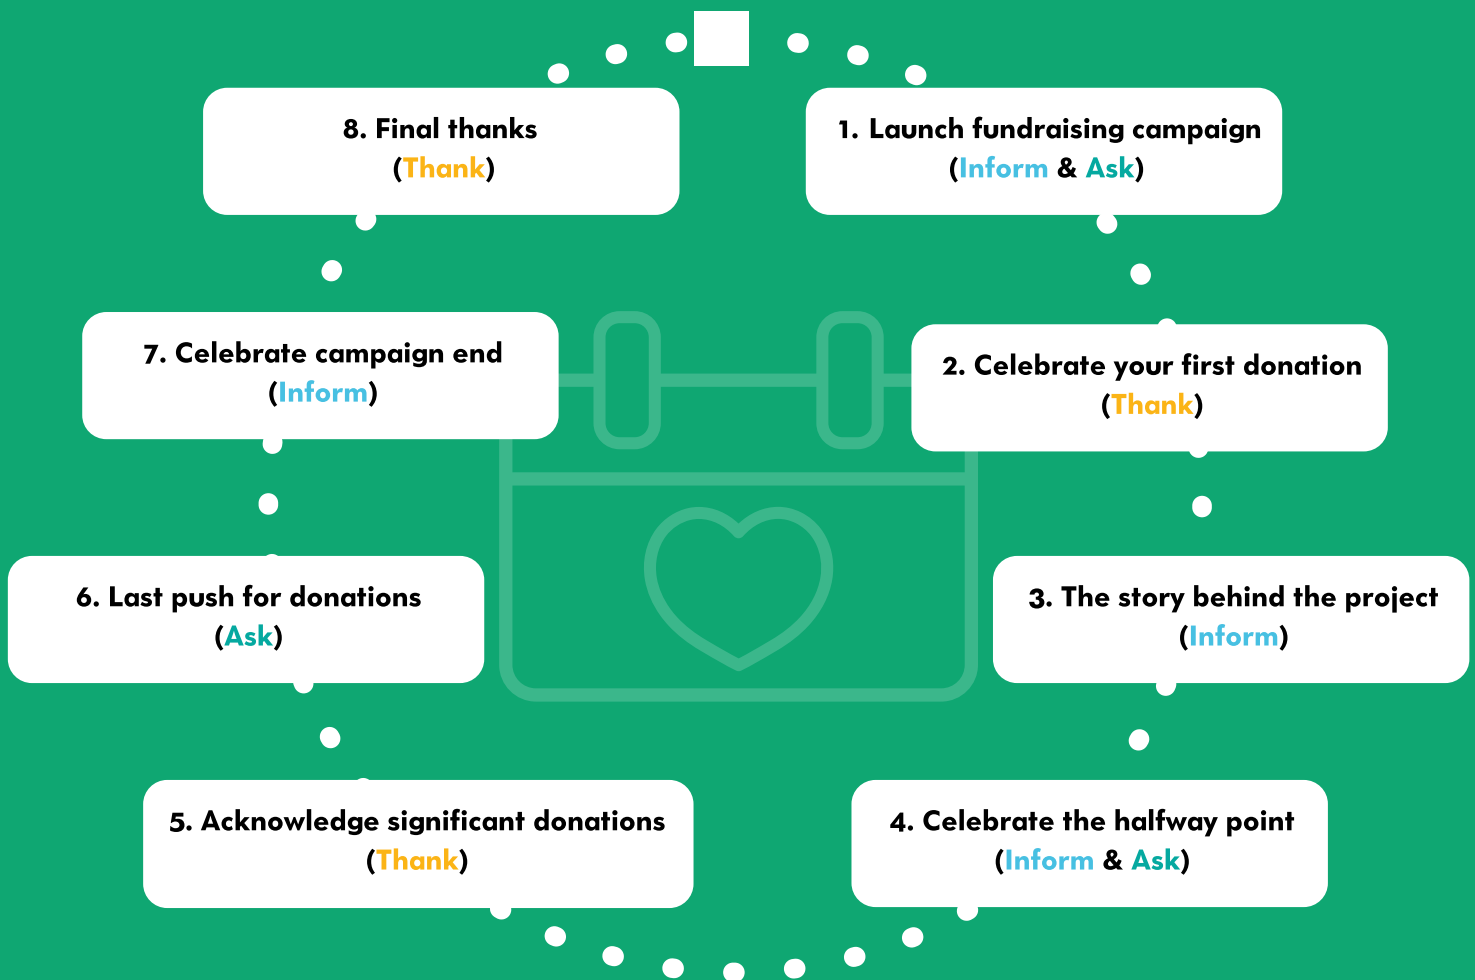 1. Launch fundraising campaign
(Inform & Ask)
2. Celebrate your first donation
(Thank)
3. The story behind the project
(Inform)
4. Celebrate the halfway point
(Inform & Ask)
5. Acknowledge significant donations
(Thank)
6. Last push for donations
(Ask)
7. Celebrate campaign end
(Inform)
8. Final thanks
(Thank)